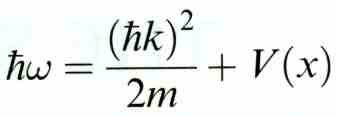 ħω = (ħk)² / 2m + V(x)